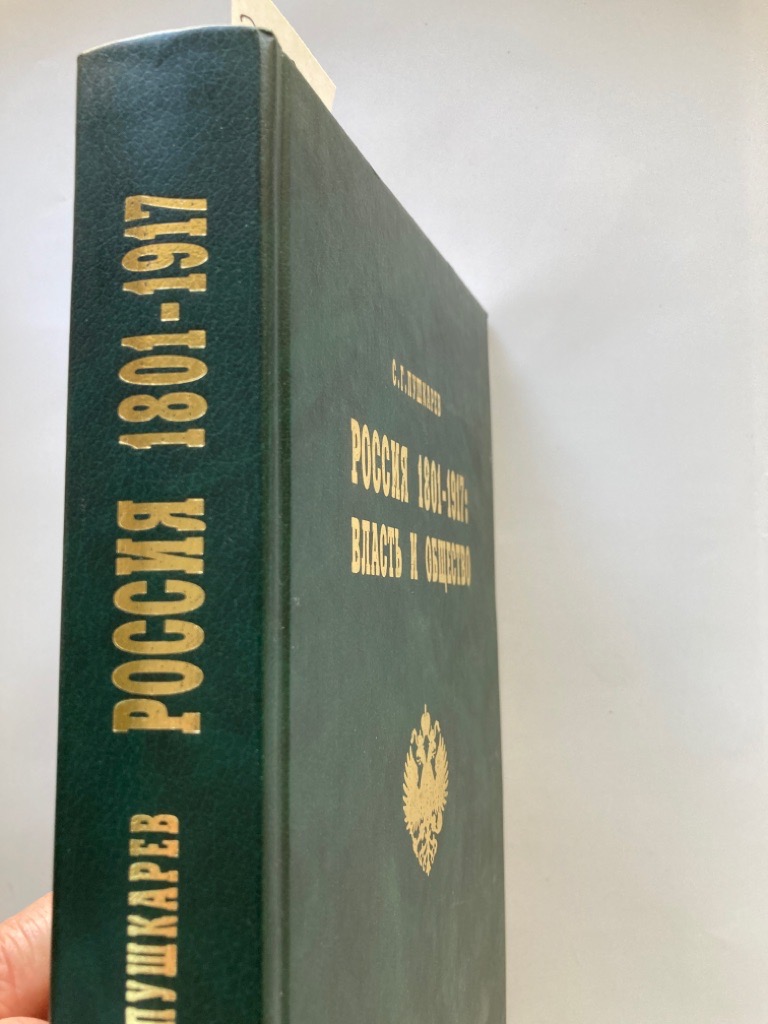 ПУШКАРЕВ РОССИЯ 1801-1917
С.Г.ПУШКАРЕВ
РОССИЯ 1801-1917:
ВЛАСТЬ И ОБЩЕСТВО